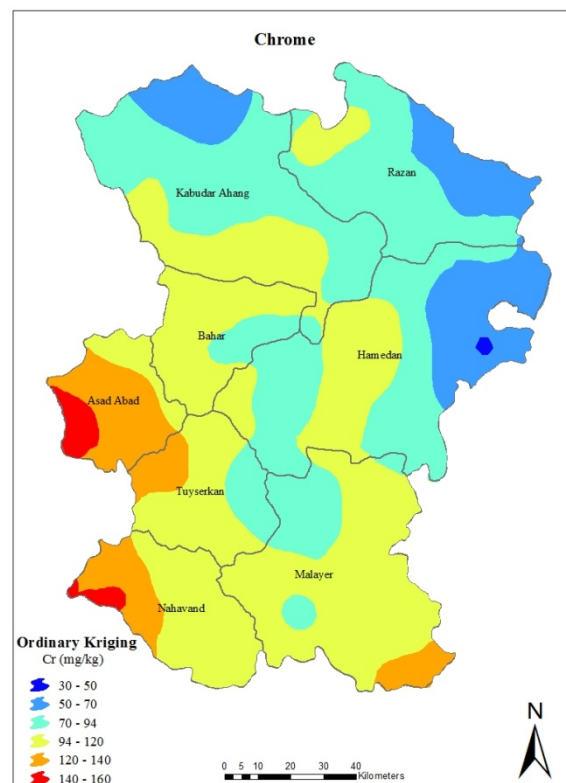 Chrome
Razan
Kabudar Ahang
Bahar
Hamedan
Asad Abad
Tuyserkan
Malayer
Nahavand
Ordinary Kriging
Cr (mg/kg)
30 - 50
50 - 70
70 - 94
94 - 120
120 - 140
140 - 160
N
0 5 10 20 30 40
Kilometers